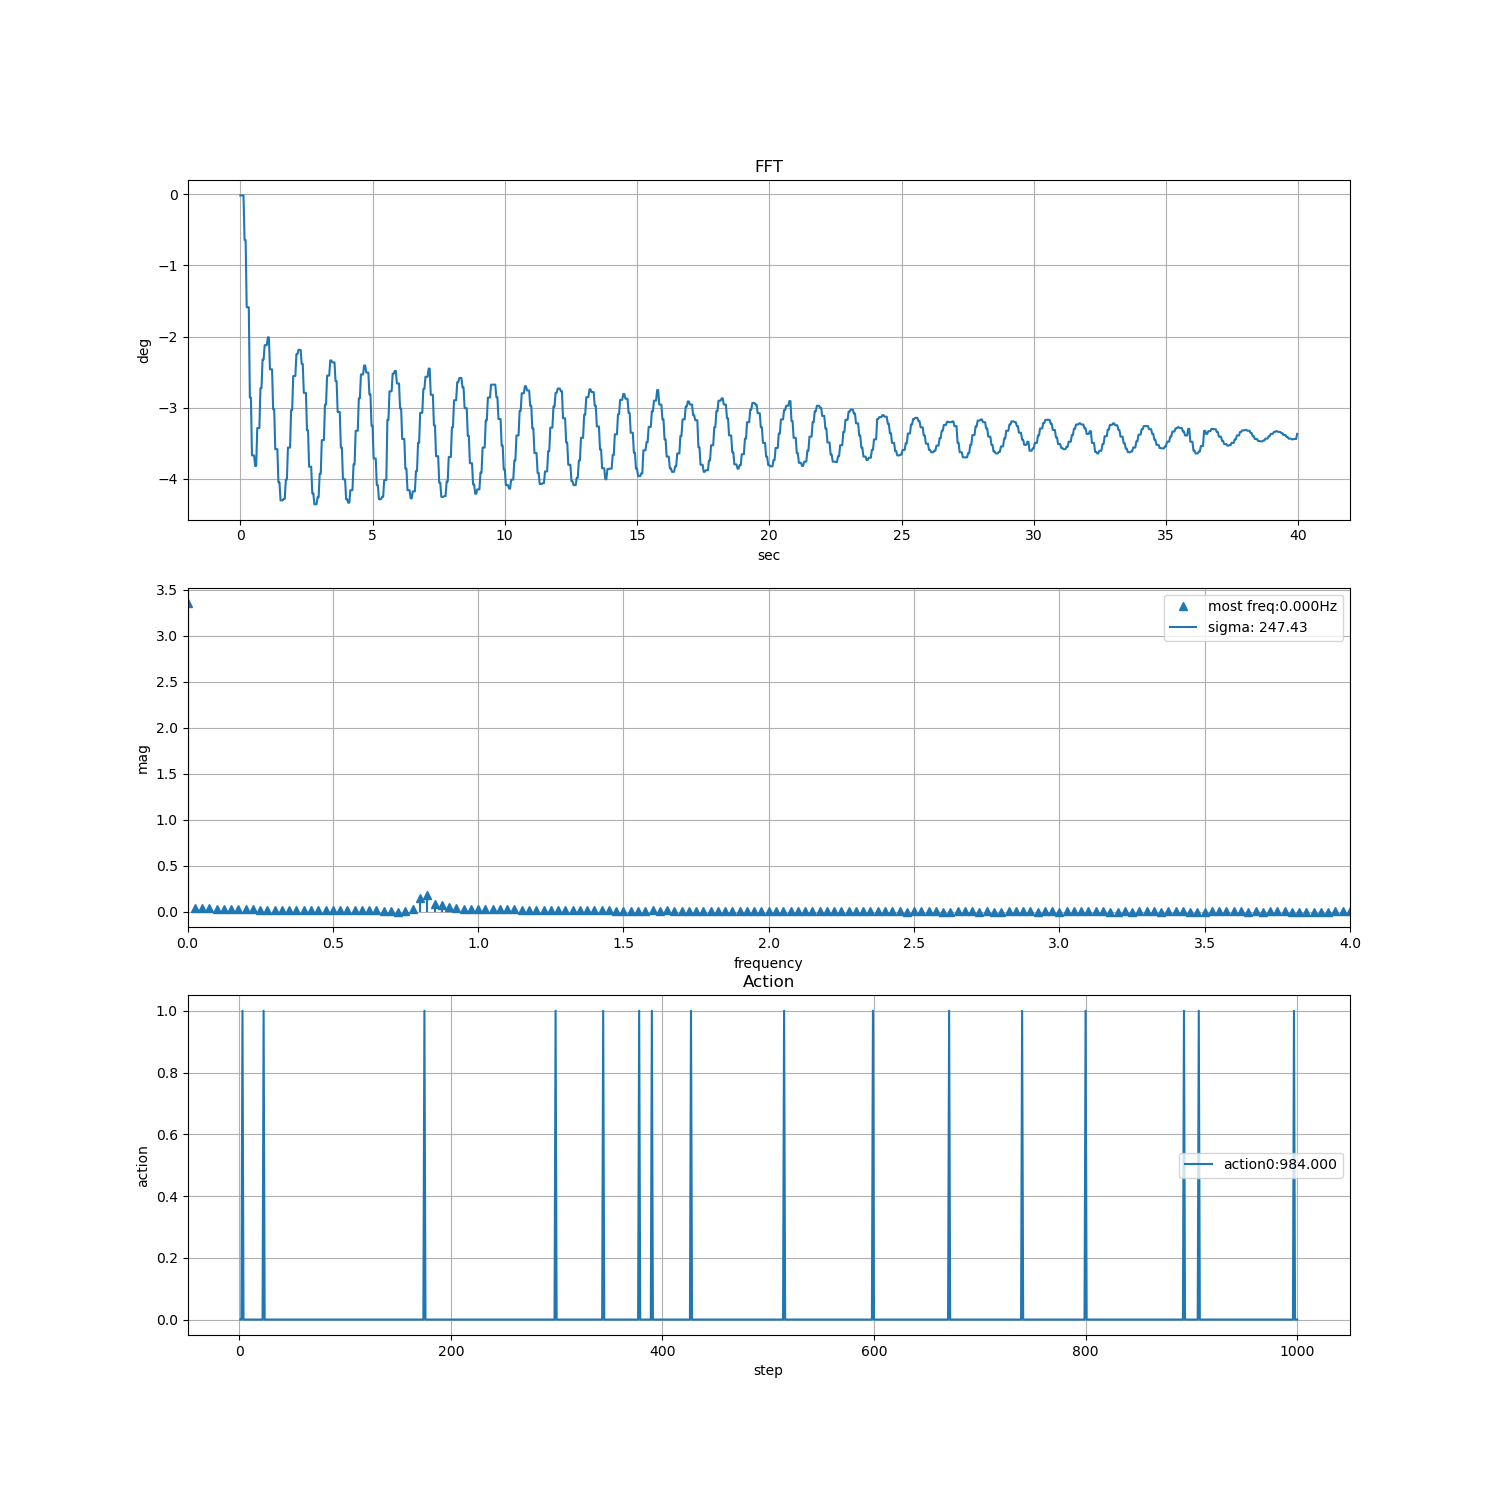 FFT
0
−1
−2
−3
−4
deg
0 5 10 15 20 25 30 35 40
sec
3.5
3.0
2.5
2.0
1.5
1.0
0.5
0.0
mag
most freq:0.000Hz
sigma: 247.43
0.0 0.5 1.0 1.5 2.0 2.5 3.0 3.5 4.0
frequency
Action
1.0
0.8
0.6
0.4
0.2
0.0
action
action0:984.000
0 200 400 600 800 1000
step